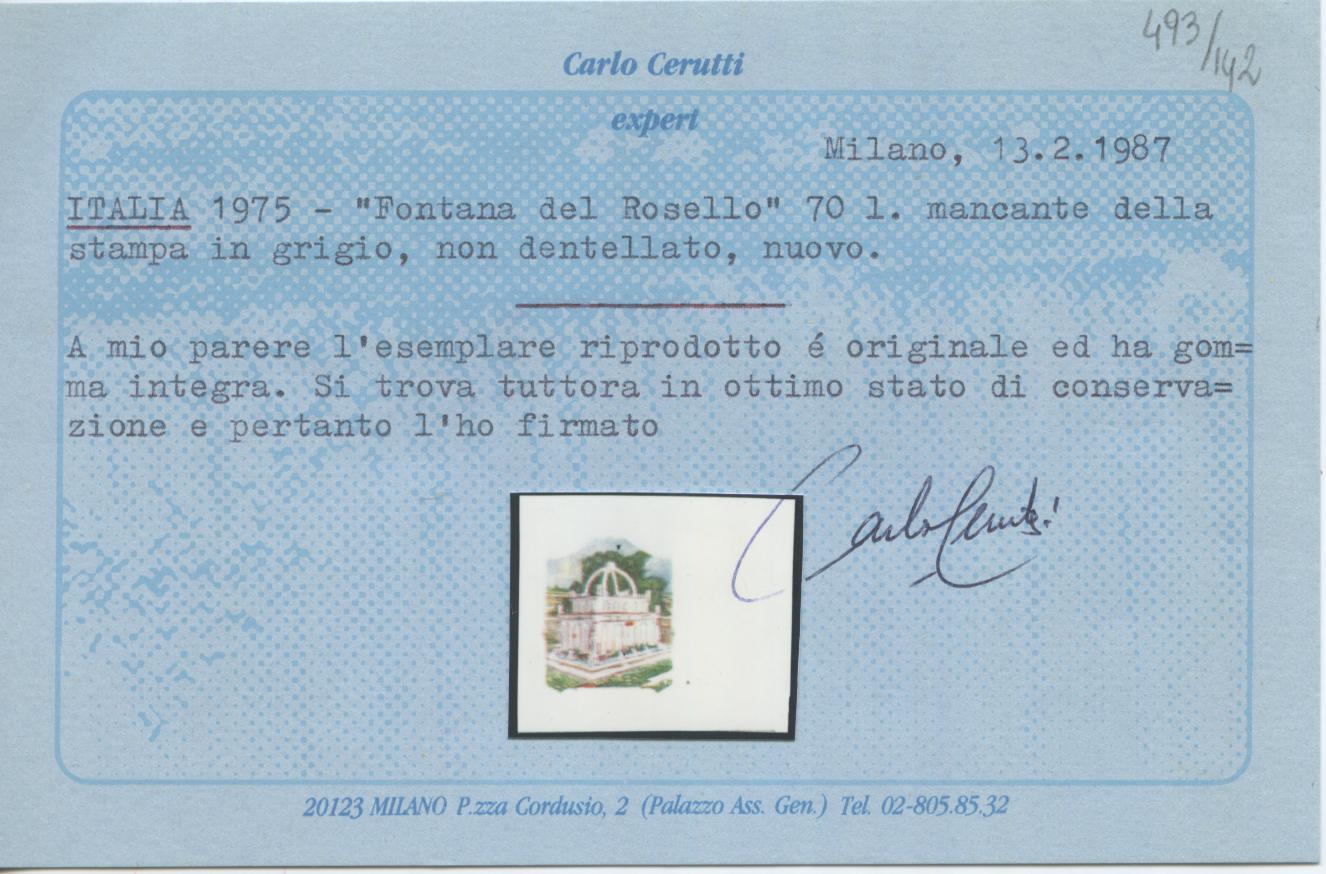 493/142
Carlo Cerutti
expert
Milano, 13.2.1987
ITALIA 1975 - "Fontana del Rosello" 70 l. mancante della
stampa in grigio, non dentellato, nuovo.
A mio parere l'esemplare riprodotto é originale ed ha gom=
ma integra. Si trova tuttora in ottimo stato di conserva=
zione e pertanto l'ho firmato
Carlo Cerutti
20123 MILANO P.zza Cordusio, 2 (Palazzo Ass. Gen.) Tel. 02-805.85.32